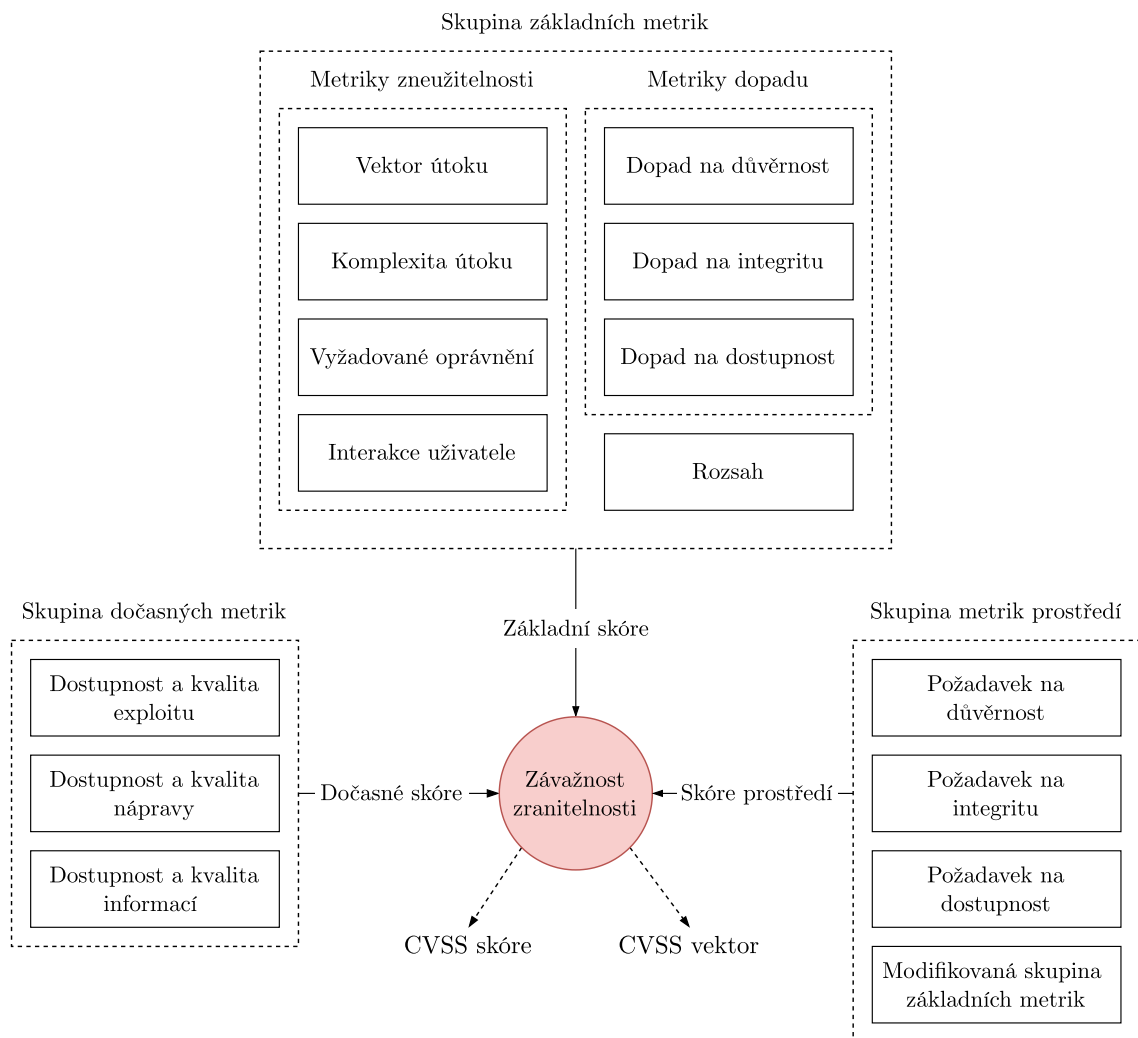 Skupina základních metrik
Metriky zneužitelnosti
Vektor útoku
Komplexita útoku
Vyžadované oprávnění
Interakce uživatele
Metriky dopadu
Dopad na důvěrnost
Dopad na integritu
Dopad na dostupnost
Rozsah
Základní skóre
Skupina dočasných metrik
Dostupnost a kvalita
exploitu
Dostupnost a kvalita
nápravy
Dostupnost a kvalita
informací
Dočasné skóre
Závažnost
zranitelnosti
Skóre prostředí
Skupina metrik prostředí
Požadavek na
důvěrnost
Požadavek na
integritu
Požadavek na
dostupnost
Modifikovaná skupina
základních metrik
CVSS skóre
CVSS vektor